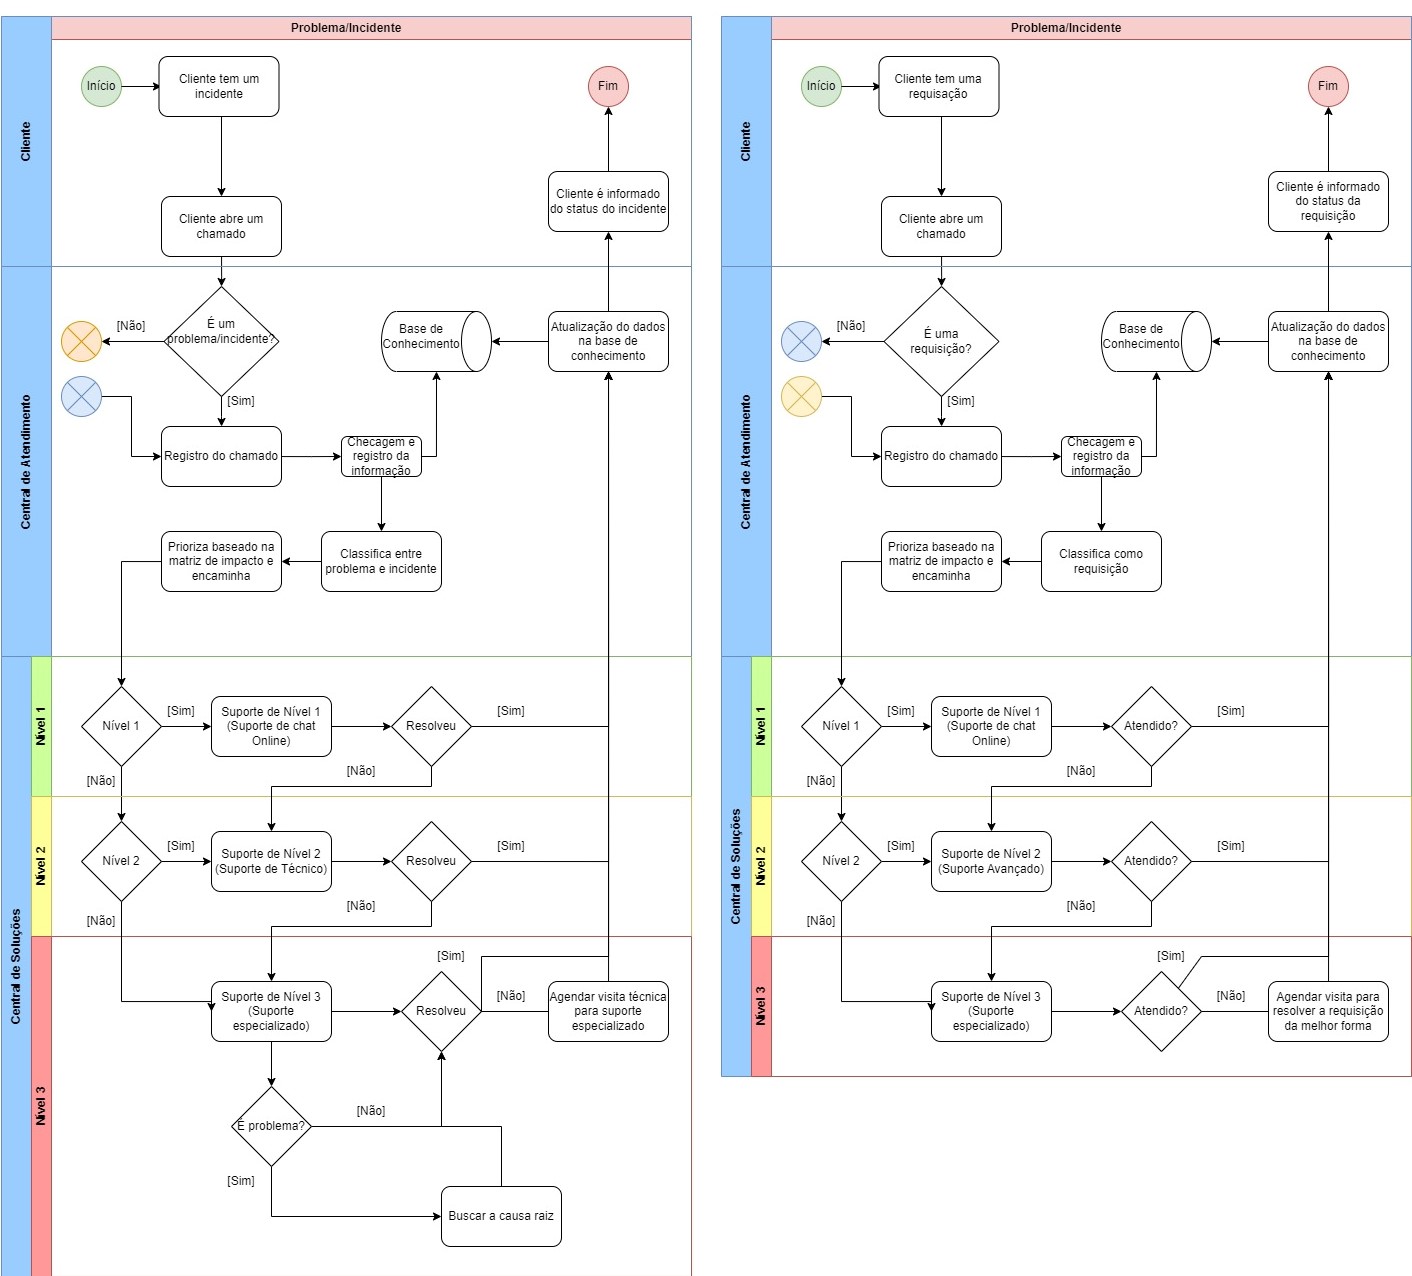 Problema/Incidente
Cliente
Início
Cliente tem um
incidente
Fim
Cliente é informado
do status do incidente
Cliente abre um
chamado
Central de Atendimento
É um
problema/incidente?
[Não]
[Sim]
Base de
Conhecimento
Atualização do dados
na base de
conhecimento
Registro do chamado
Checagem e
registro da
informação
Prioriza baseado na
matriz de impacto e
encaminha
Classifica entre
problema e incidente
Central de Soluções
Nível 1
Nível 1
[Sim]
Suporte de Nível 1
(Suporte de chat
Online)
Resolveu
[Sim]
[Não]
[Não]
Nível 2
Nível 2
[Sim]
Suporte de Nível 2
(Suporte de Técnico)
Resolveu
[Sim]
[Não]
[Não]
Nível 3
Suporte de Nível 3
(Suporte
especializado)
Resolveu
[Sim]
[Não]
Agendar visita técnica
para suporte
especializado
É problema?
[Não]
[Sim]
Buscar a causa raiz
Problema/Incidente
Cliente
Início
Cliente tem uma
requisação
Fim
Cliente é informado
do status da
requisição
Cliente abre um
chamado
Central de Atendimento
É uma
requisição?
[Não]
[Sim]
Base de
Conhecimento
Atualização do dados
na base de
conhecimento
Registro do chamado
Checagem e
registro da
informação
Prioriza baseado na
matriz de impacto e
encaminha
Classifica como
requisição
Central de Soluções
Nível 1
Nível 1
[Sim]
Suporte de Nível 1
(Suporte de chat
Online)
Atendido?
[Sim]
[Não]
[Não]
Nível 2
Nível 2
[Sim]
Suporte de Nível 2
(Suporte Avançado)
Atendido?
[Sim]
[Não]
[Não]
Nível 3
Suporte de Nível 3
(Suporte
especializado)
Atendido?
[Sim]
[Não]
Agendar visita para
resolver a requisição
da melhor forma